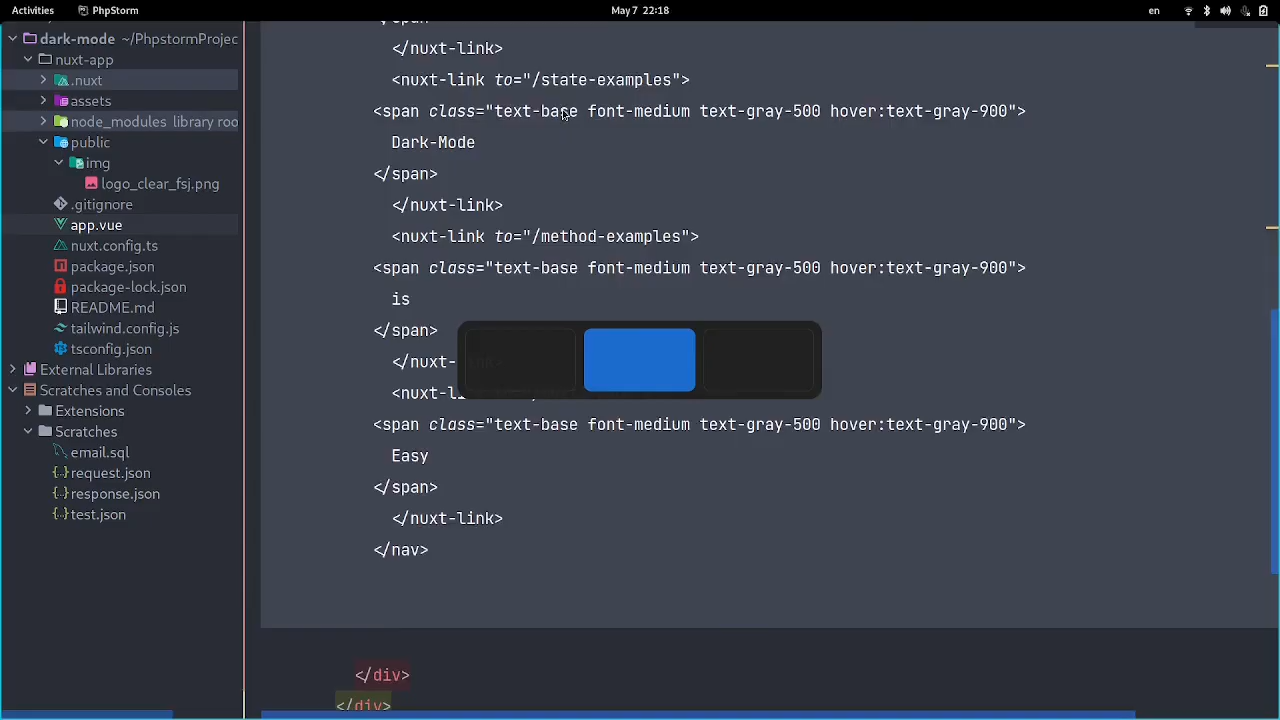 Activities
PhpStorm
May 7 22:18
en
dark-mode ~/PhpstormProjec
nuxt-app
.nuxt
assets
node_modules library roo
public
img
logo_clear_fsj.png
.gitignore
app.vue
nuxt.config.ts
package.json
package-lock.json
README.md
tailwind.config.js
tsconfig.json
External Libraries
Scratches and Consoles
Extensions
Scratches
email.sql
request.json
response.json
test.json
</nuxt-link>
<nuxt-link to="/state-examples">
<span class="text-base font-medium text-gray-500 hover:text-gray-900">
Dark-Mode
</span>
</nuxt-link>
<nuxt-link to="/method-examples">
<span class="text-base font-medium text-gray-500 hover:text-gray-900">
is
</span>
</nuxt-link>
<nuxt-li
<span class="text-base font-medium text-gray-500 hover:text-gray-900">
Easy
</span>
</nuxt-link>
</nav>
</div>
</div>